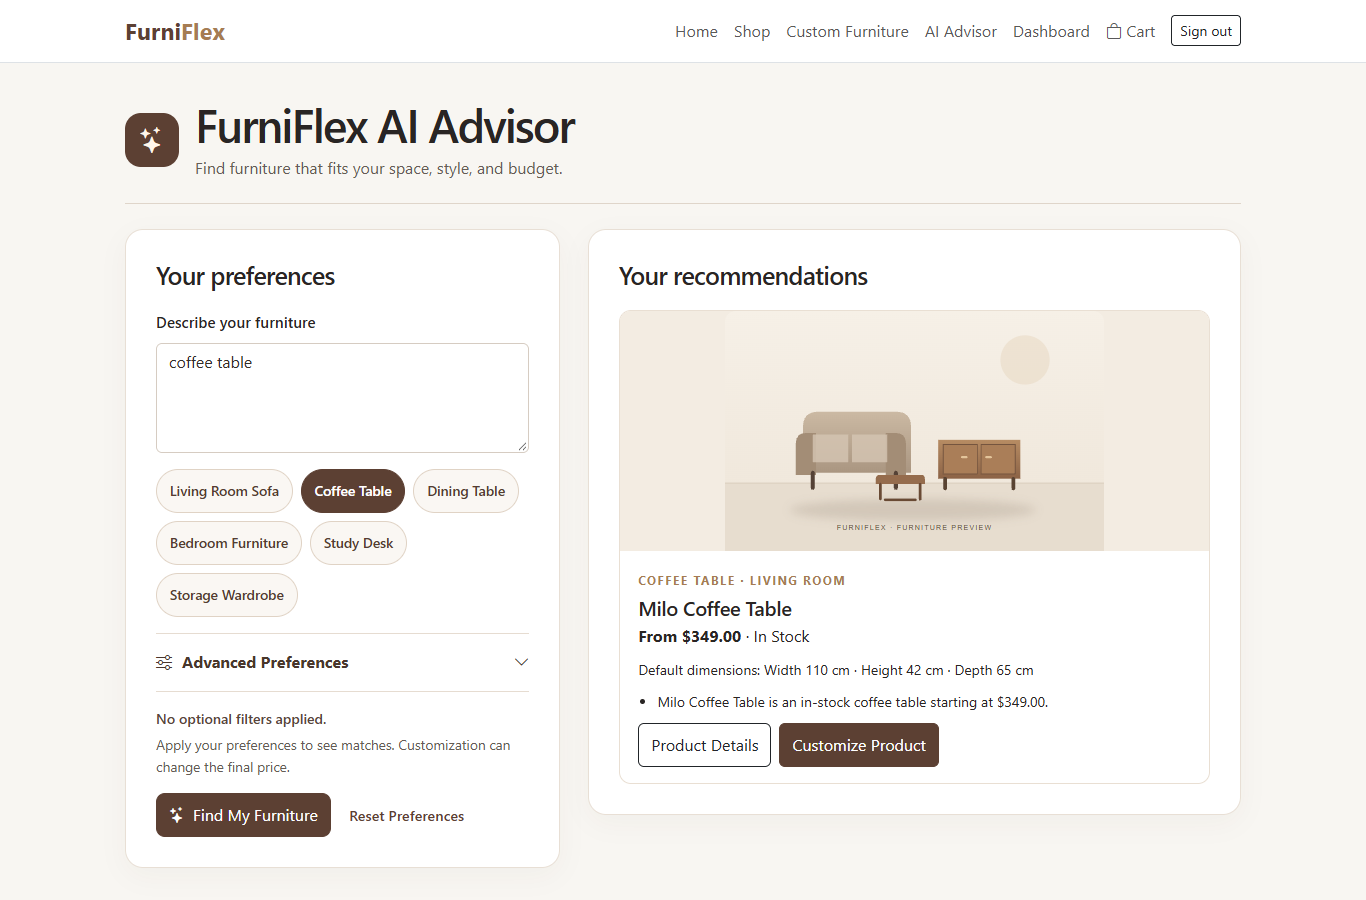 FurniFlex
Home Shop Custom Furniture AI Advisor Dashboard Cart Sign out
FurniFlex AI Advisor
Find furniture that fits your space, style, and budget.
Your preferences
Describe your furniture
coffee table
Living Room Sofa Coffee Table Dining Table
Bedroom Furniture Study Desk
Storage Wardrobe
Advanced Preferences
No optional filters applied.
Apply your preferences to see matches. Customization can
change the final price.
Find My Furniture Reset Preferences
Your recommendations
FURNIFLEX · FURNITURE PREVIEW
COFFEE TABLE · LIVING ROOM
Milo Coffee Table
From $349.00 · In Stock
Default dimensions: Width 110 cm · Height 42 cm · Depth 65 cm
• Milo Coffee Table is an in-stock coffee table starting at $349.00.
Product Details Customize Product